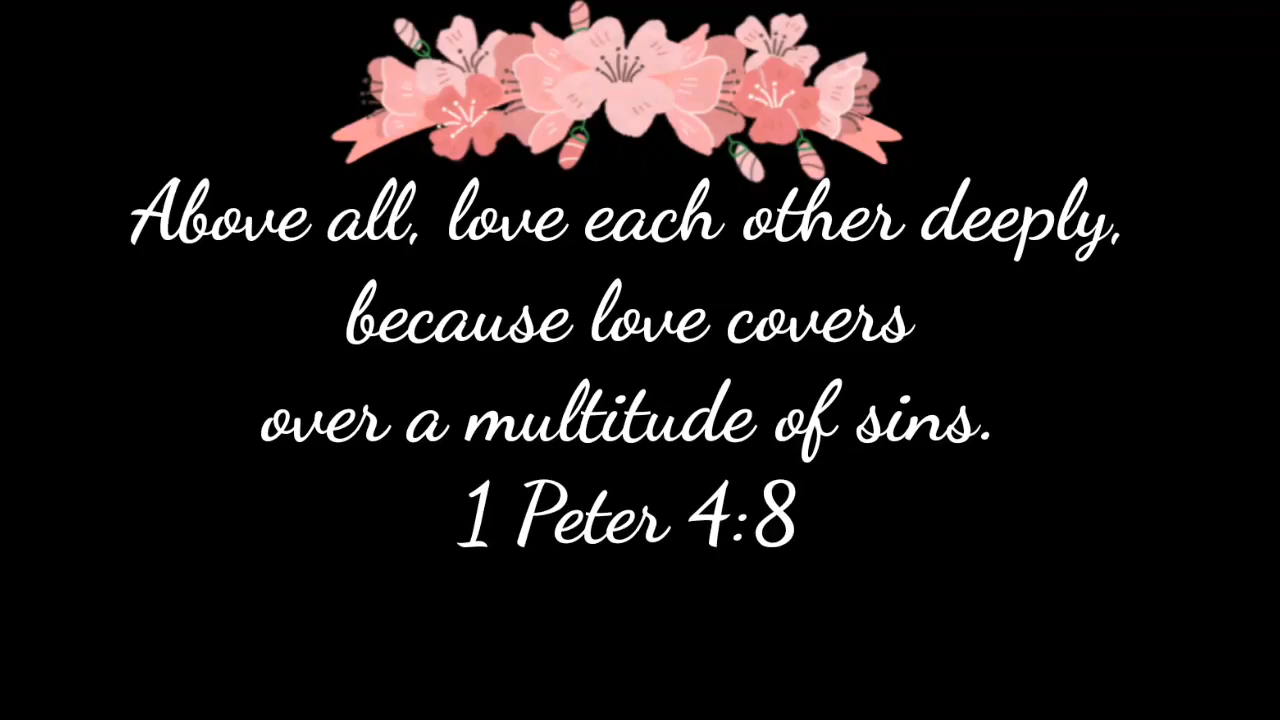 Above all, love each other deeply,
because love covers
over a multitude of sins.
1 Peter 4:8